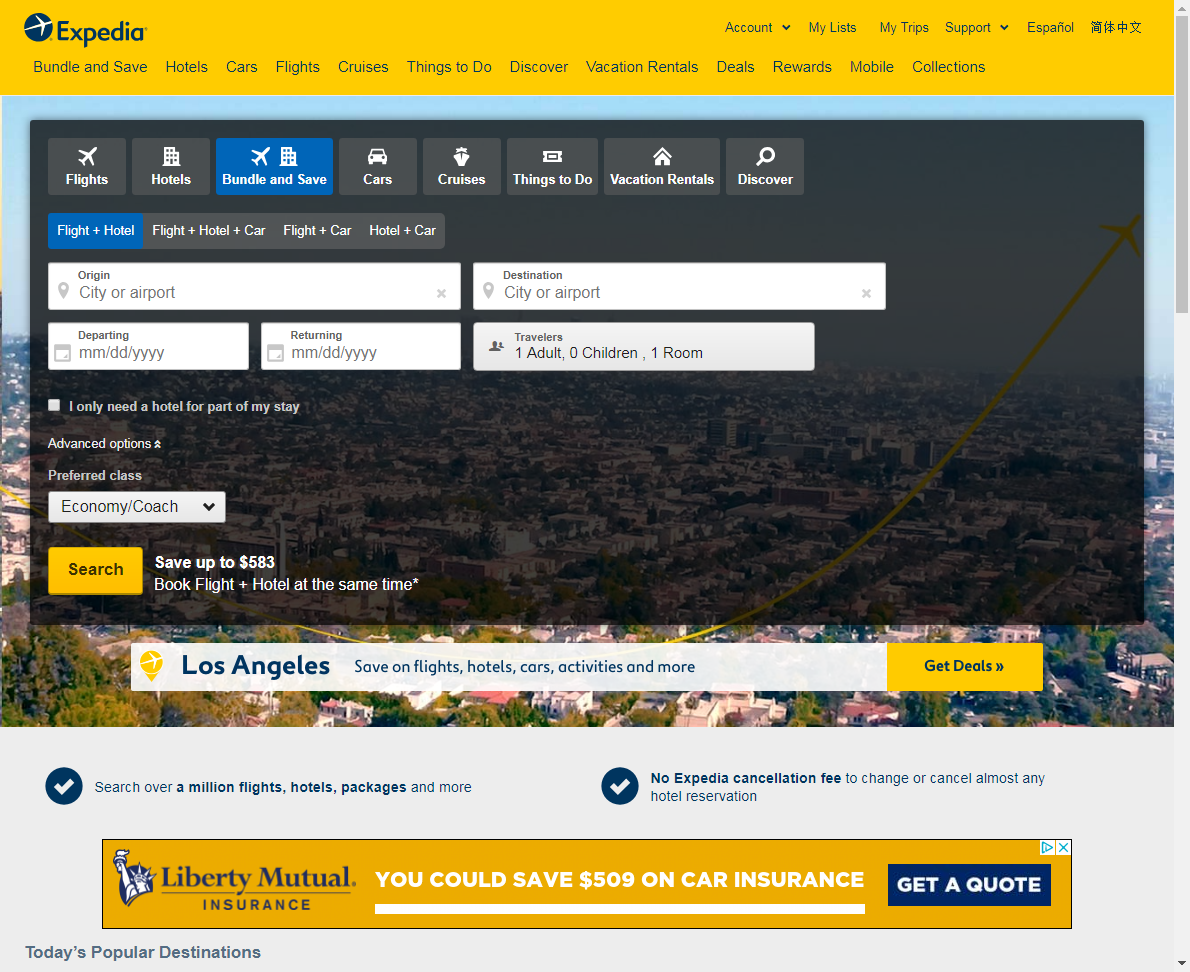 Expedia
Account My Lists My Trips Support Español 简体中文
Bundle and Save Hotels Cars Flights Cruises Things to Do Discover Vacation Rentals Deals Rewards Mobile Collections
Flights Hotels Bundle and Save Cars Cruises Things to Do Vacation Rentals Discover
Flight + Hotel Flight + Hotel + Car Flight + Car Hotel + Car
Origin
City or airport
Destination
City or airport
Departing
mm/dd/yyyy
Returning
mm/dd/yyyy
Travelers
1 Adult, 0 Children , 1 Room
I only need a hotel for part of my stay
Advanced options
Preferred class
Economy/Coach
Search
Save up to $583
Book Flight + Hotel at the same time*
Los Angeles Save on flights, hotels, cars, activities and more Get Deals »
Search over a million flights, hotels, packages and more
No Expedia cancellation fee to change or cancel almost any
hotel reservation
Liberty Mutual.
INSURANCE
YOU COULD SAVE $509 ON CAR INSURANCE
GET A QUOTE
Today's Popular Destinations